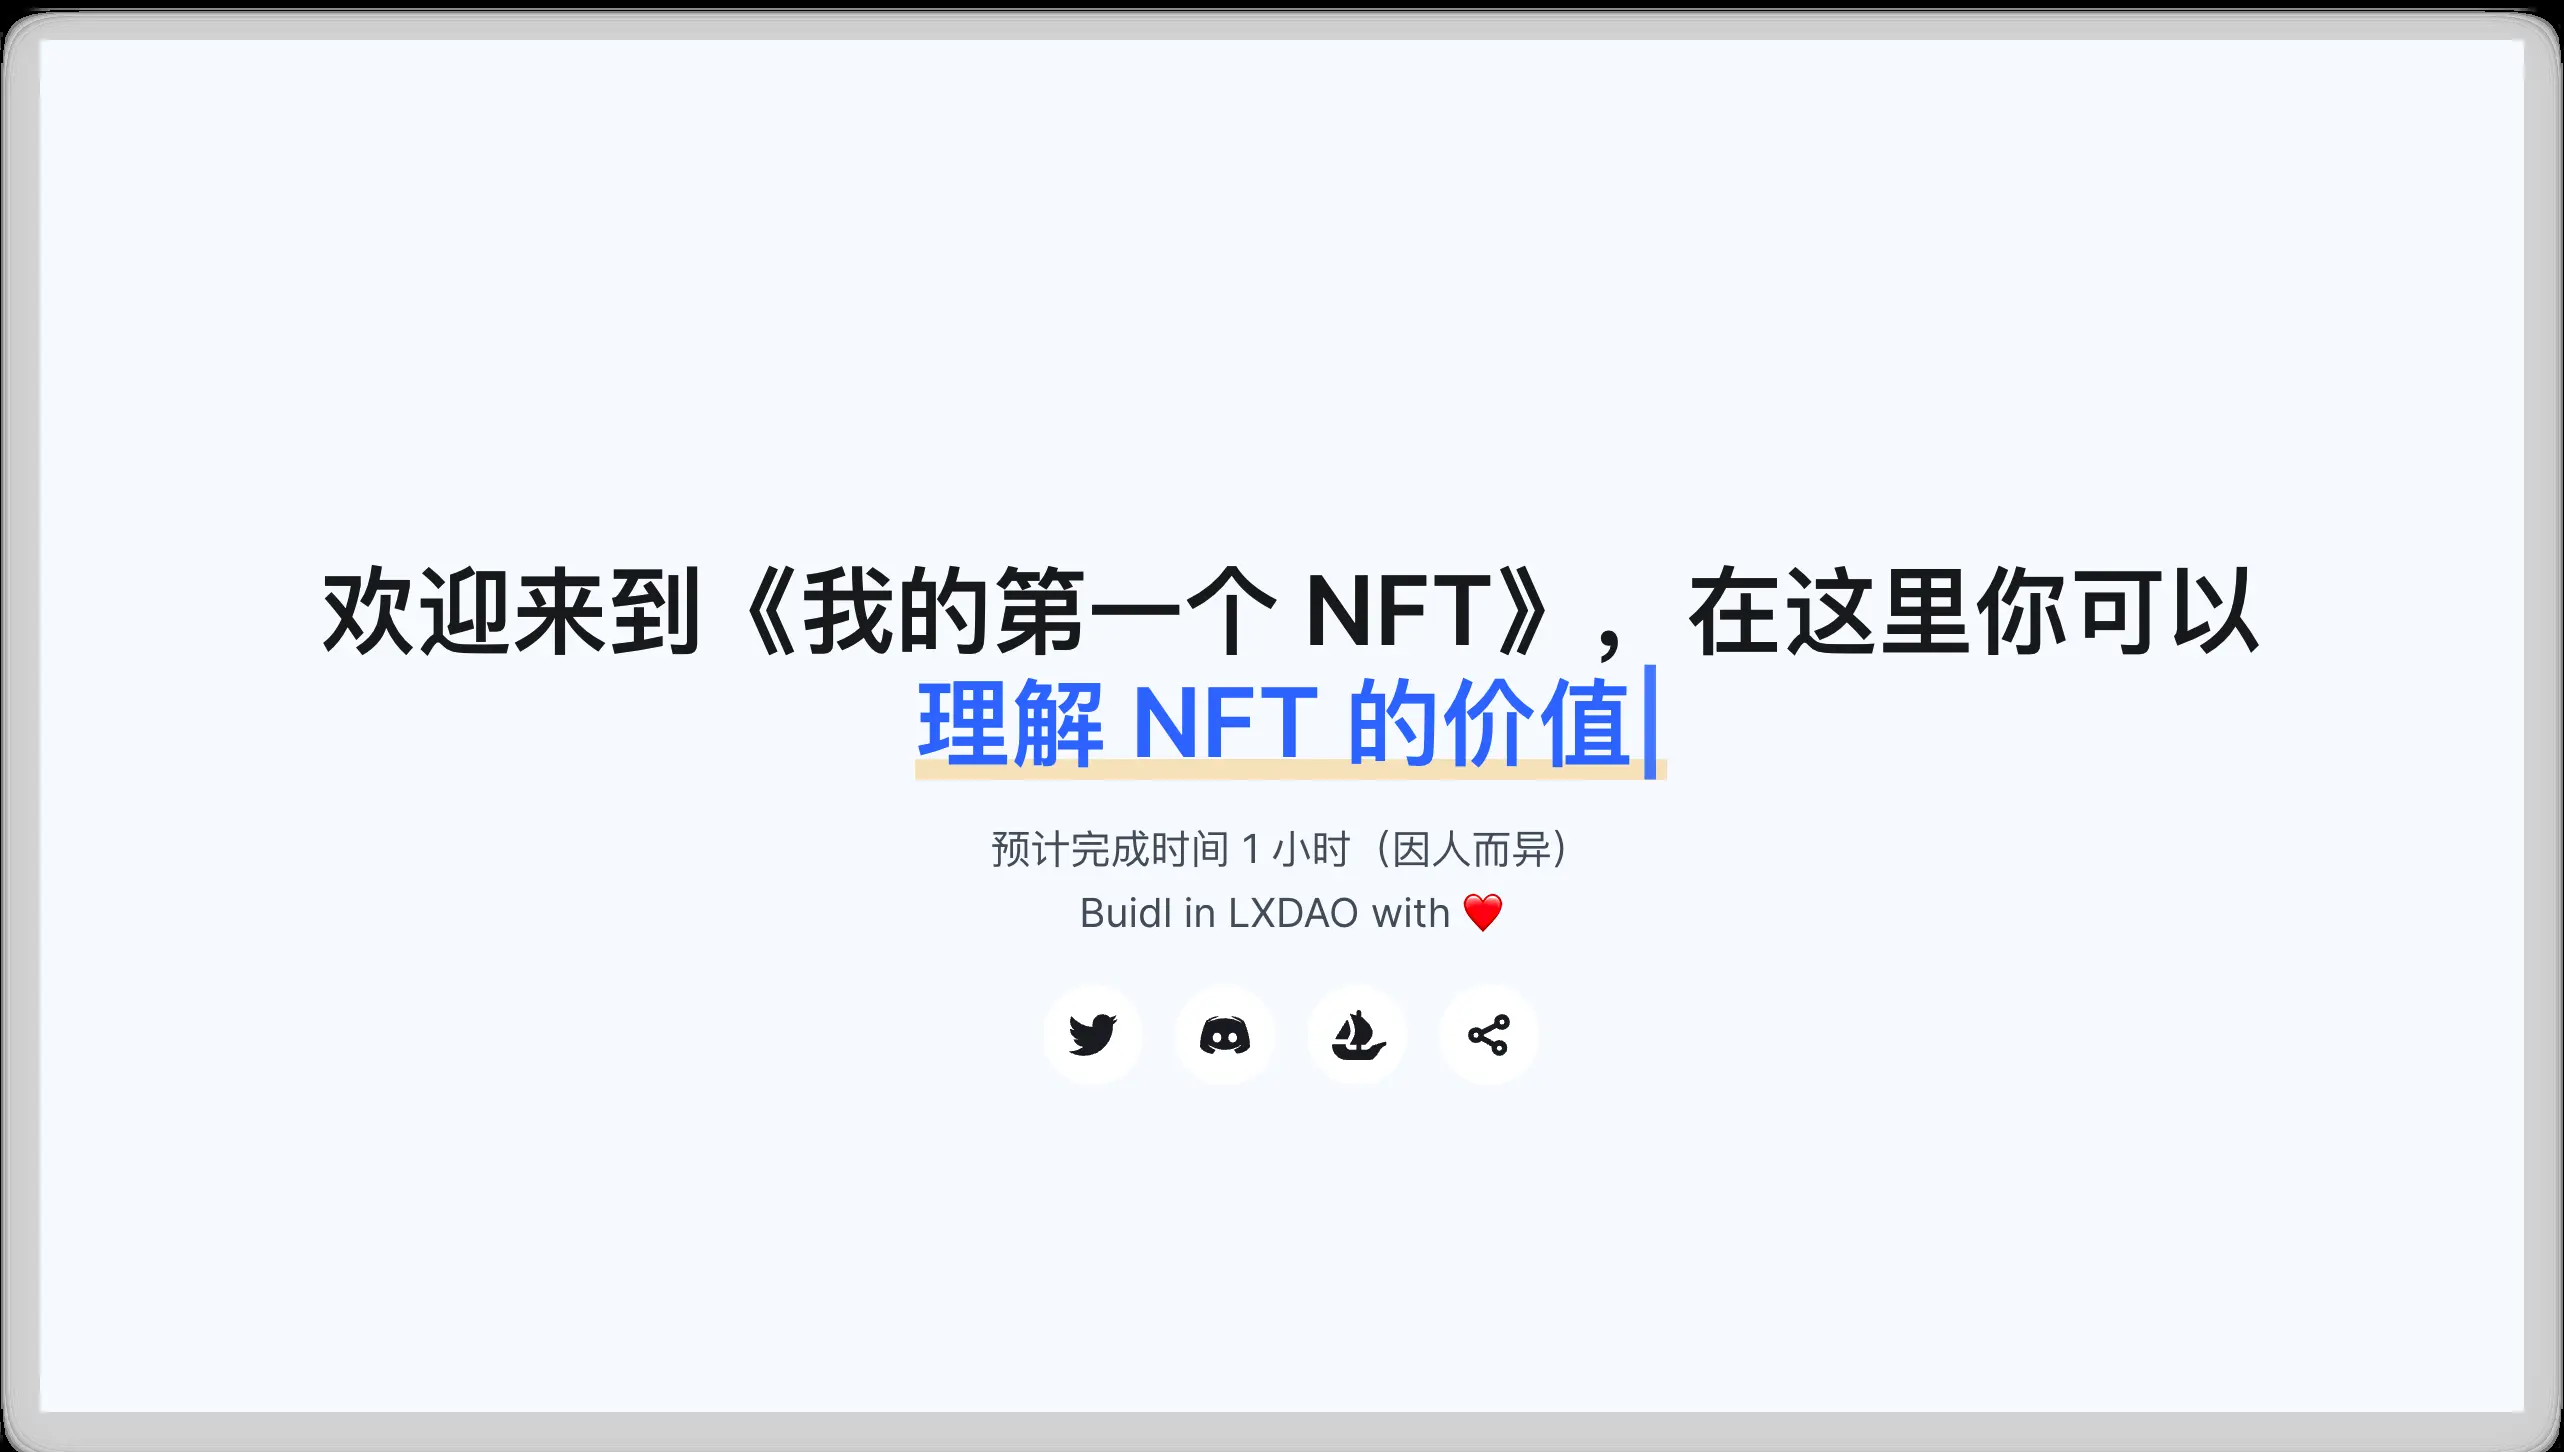 欢迎来到《我的第一个 NFT》，在这里你可以
理解 NFT 的价值
预计完成时间 1 小时（因人而异）
Buidl in LXDAO with ❤️